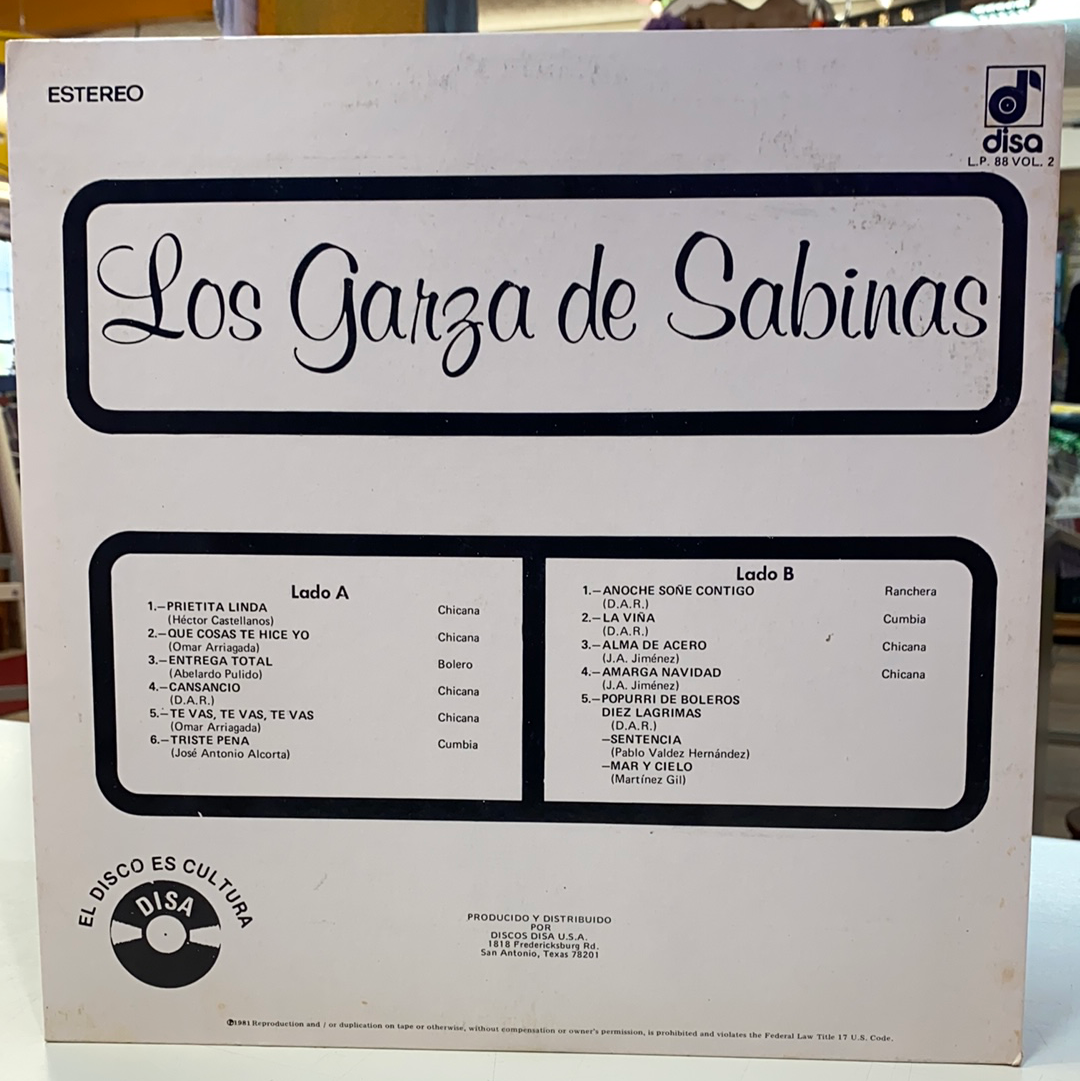 ESTEREO
disa
L.P. 88 VOL. 2
Los Garza de Sabinas
Lado A
1.—PRIETITA LINDA Chicana
(Héctor Castellanos)
2.—QUE COSAS TE HICE YO Chicana
(Omar Arriagada)
3.—ENTREGA TOTAL Bolero
(Abelardo Pulido)
4.—CANSANCIO Chicana
(D.A.R.)
5.—TE VAS, TE VAS, TE VAS Chicana
(Omar Arriagada)
6.—TRISTE PENA Cumbia
(José Antonio Alcorta)
Lado B
1.—ANOCHE SOÑE CONTIGO Ranchera
(D.A.R.)
2.—LA VIÑA Cumbia
(D.A.R.)
3.—ALMA DE ACERO Chicana
(J.A. Jiménez)
4.—AMARGA NAVIDAD Chicana
(J.A. Jiménez)
5.—POPURRI DE BOLEROS
DIEZ LAGRIMAS
(D.A.R.)
—SENTENCIA
(Pablo Valdez Hernández)
—MAR Y CIELO
(Martínez Gil)
EL DISCO ES CULTURA
DISA
PRODUCIDO Y DISTRIBUIDO
POR
DISCOS DISA U.S.A.
1818 Fredericksburg Rd.
San Antonio, Texas 78201
℗1981 Reproduction and / or duplication on tape or otherwise, without compensation or owner's permission, is prohibited and violates the Federal Law Title 17 U.S. Code.